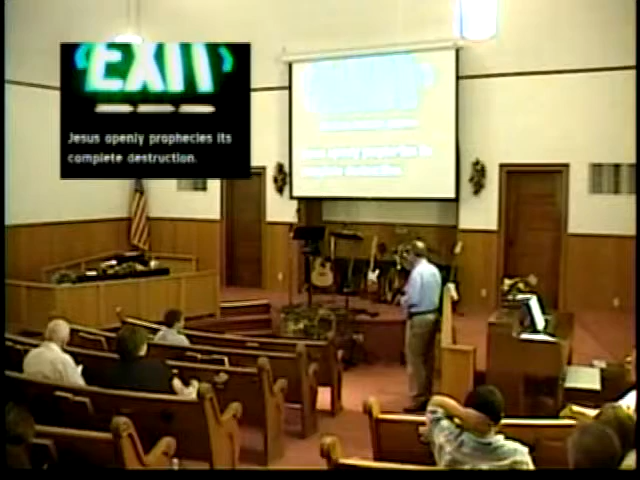 EXIT
Jesus openly prophecies its
complete destruction.